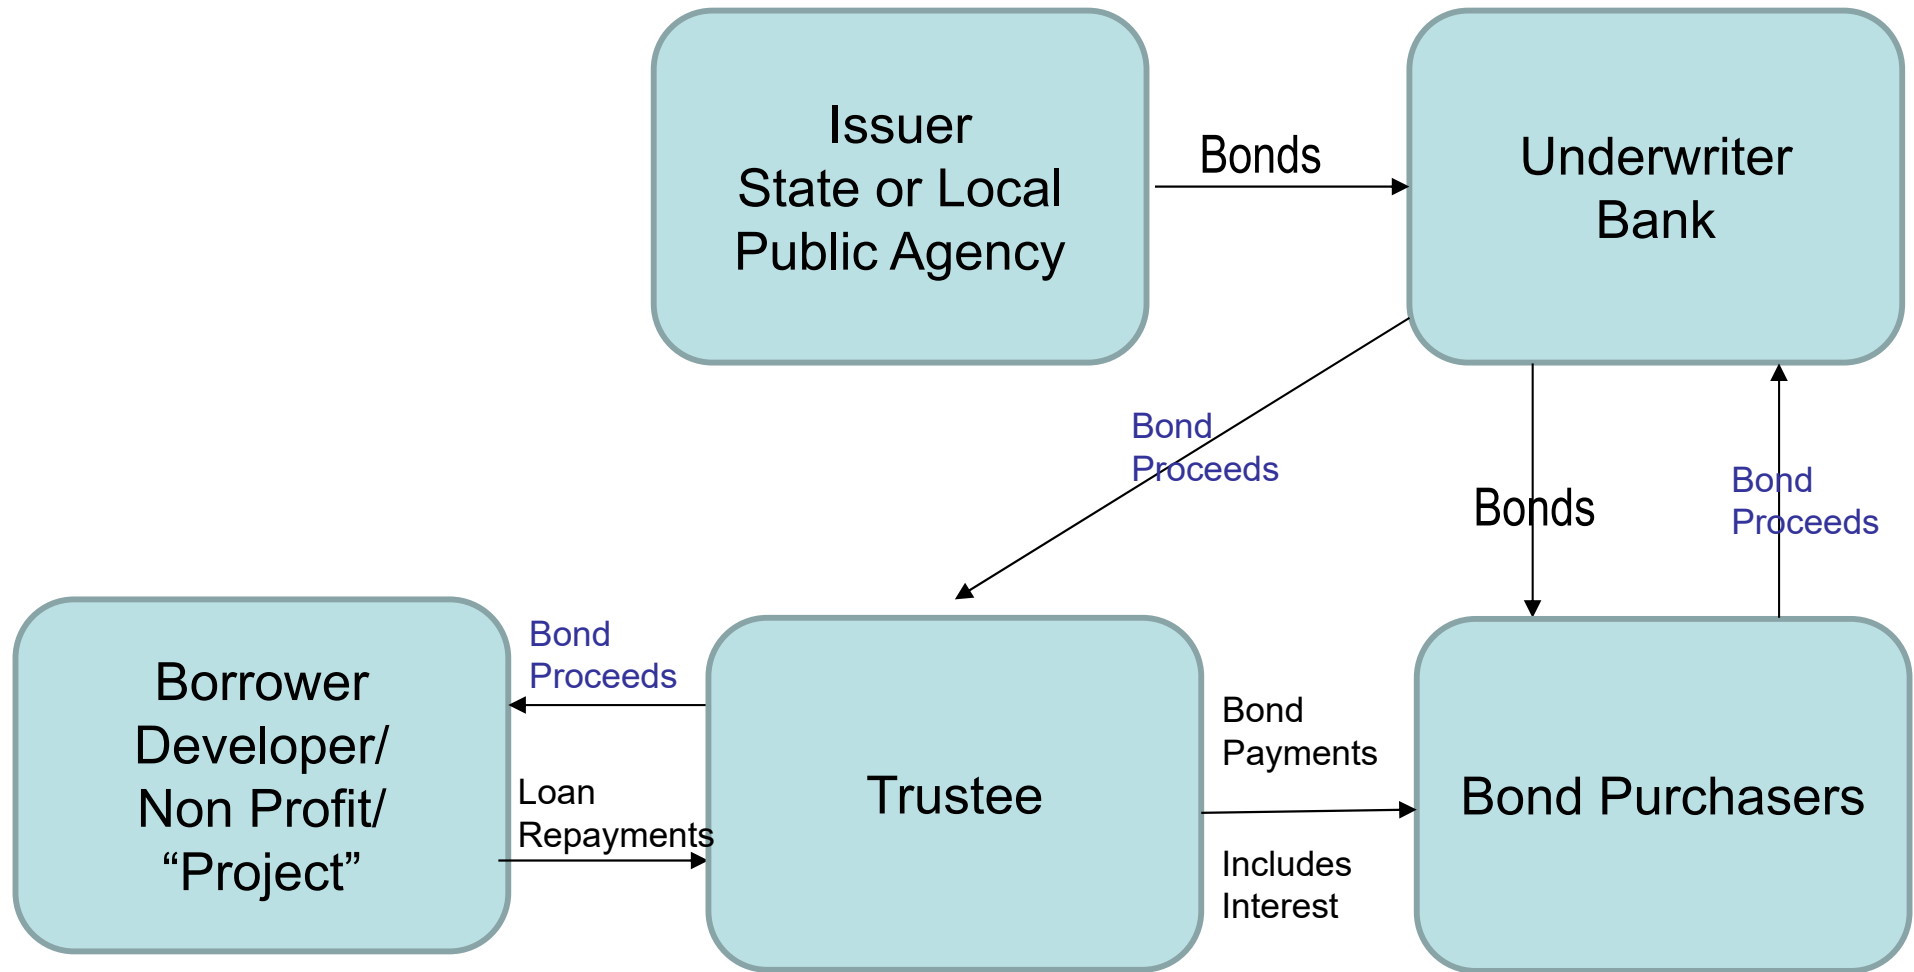 Issuer
State or Local
Public Agency
Bonds
Underwriter
Bank
Bond
Proceeds
Bonds
Bond
Proceeds
Borrower
Developer/
Non Profit/
“Project”
Bond
Proceeds
Loan
Repayments
Trustee
Bond
Payments
Includes
Interest
Bond Purchasers